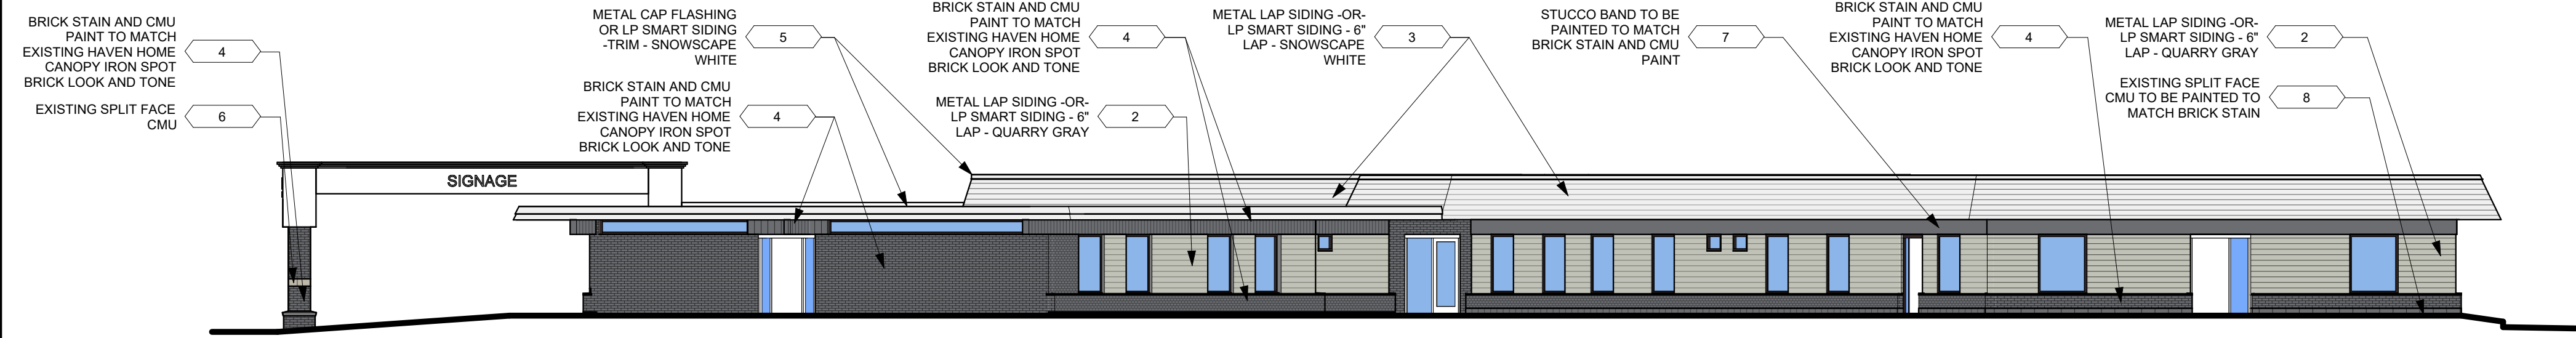 BRICK STAIN AND CMU
PAINT TO MATCH
EXISTING HAVEN HOME
CANOPY IRON SPOT
BRICK LOOK AND TONE
4
EXISTING SPLIT FACE
CMU
6
METAL CAP FLASHING
OR LP SMART SIDING
-TRIM - SNOWSCAPE
WHITE
5
BRICK STAIN AND CMU
PAINT TO MATCH
EXISTING HAVEN HOME
CANOPY IRON SPOT
BRICK LOOK AND TONE
4
BRICK STAIN AND CMU
PAINT TO MATCH
EXISTING HAVEN HOME
CANOPY IRON SPOT
BRICK LOOK AND TONE
4
METAL LAP SIDING -OR-
LP SMART SIDING - 6"
LAP - QUARRY GRAY
2
METAL LAP SIDING -OR-
LP SMART SIDING - 6"
LAP - SNOWSCAPE
WHITE
3
STUCCO BAND TO BE
PAINTED TO MATCH
BRICK STAIN AND CMU
PAINT
7
BRICK STAIN AND CMU
PAINT TO MATCH
EXISTING HAVEN HOME
CANOPY IRON SPOT
BRICK LOOK AND TONE
4
METAL LAP SIDING -OR-
LP SMART SIDING - 6"
LAP - QUARRY GRAY
2
EXISTING SPLIT FACE
CMU TO BE PAINTED TO
MATCH BRICK STAIN
8
SIGNAGE